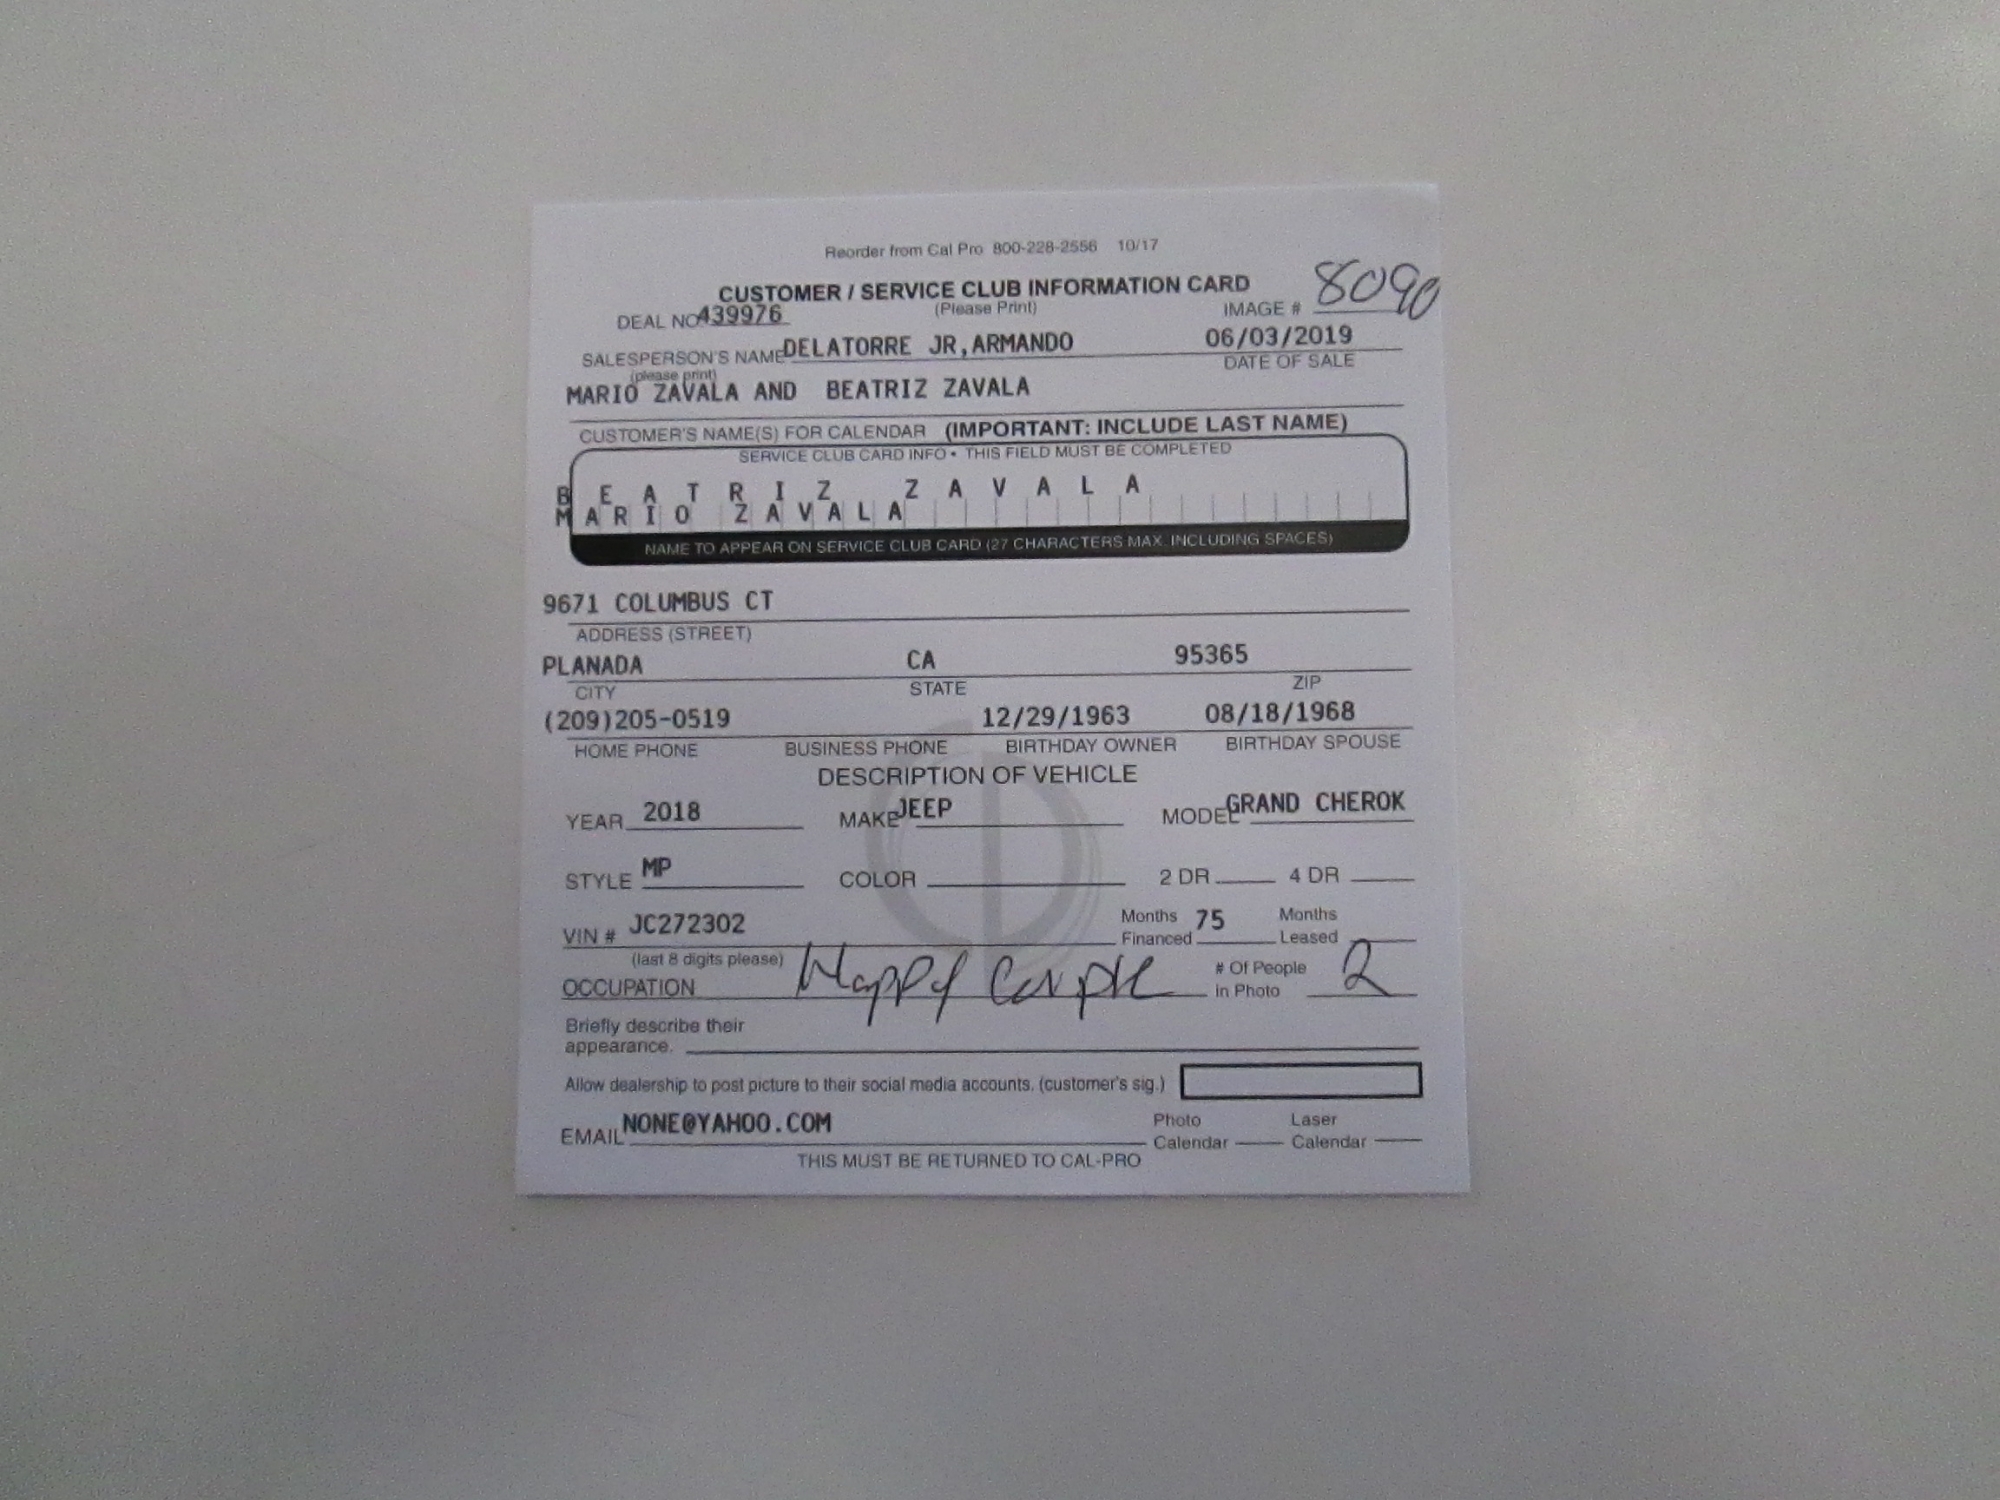 Reorder from Cal Pro 800-228-2556 10/17
CUSTOMER / SERVICE CLUB INFORMATION CARD
(Please Print)
IMAGE # 8090
DEAL NO 439976
SALESPERSON'S NAME DELATORRE JR,ARMANDO 06/03/2019
(please print) DATE OF SALE
MARIO ZAVALA AND BEATRIZ ZAVALA
CUSTOMER'S NAME(S) FOR CALENDAR (IMPORTANT: INCLUDE LAST NAME)
SERVICE CLUB CARD INFO • THIS FIELD MUST BE COMPLETED
BEATRIZ ZAVALA
MARIO ZAVALA
NAME TO APPEAR ON SERVICE CLUB CARD (27 CHARACTERS MAX. INCLUDING SPACES)
9671 COLUMBUS CT
ADDRESS (STREET)
PLANADA CA 95365
CITY STATE ZIP
(209)205-0519 12/29/1963 08/18/1968
HOME PHONE BUSINESS PHONE BIRTHDAY OWNER BIRTHDAY SPOUSE
DESCRIPTION OF VEHICLE
YEAR 2018 MAKE JEEP MODEL GRAND CHEROK
STYLE MP COLOR 2 DR 4 DR
VIN # JC272302 Months Financed 75 Months Leased
(last 8 digits please)
OCCUPATION Happy Couple # Of People in Photo 2
Briefly describe their
appearance.
Allow dealership to post picture to their social media accounts. (customer's sig.)
EMAIL NONE@YAHOO.COM Photo Calendar Laser Calendar
THIS MUST BE RETURNED TO CAL-PRO